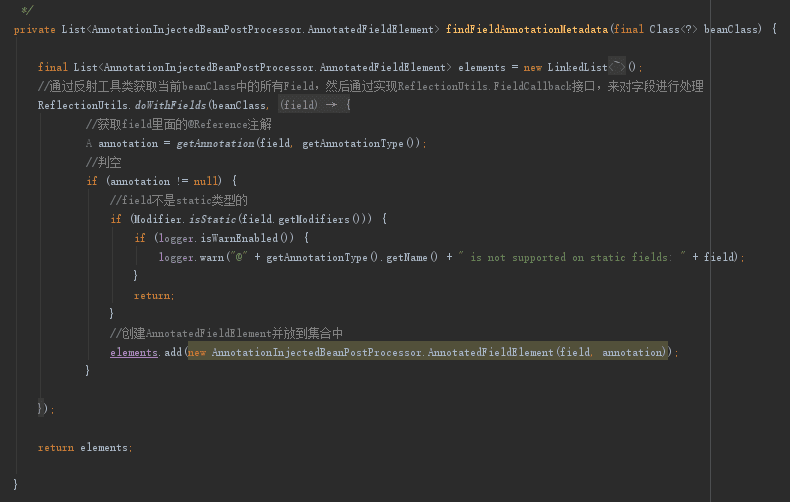 */
private List<AnnotationInjectedBeanPostProcessor.AnnotatedFieldElement> findFieldAnnotationMetadata(final Class<?> beanClass) {
final List<AnnotationInjectedBeanPostProcessor.AnnotatedFieldElement> elements = new LinkedList<~>();
//通过反射工具类获取当前beanClass中的所有Field，然后通过实现ReflectionUtils.FieldCallback接口，来对字段进行处理
ReflectionUtils.doWithFields(beanClass, (field) → {
//获取field里面的@Reference注解
A annotation = getAnnotation(field, getAnnotationType());
//判空
if (annotation != null) {
//field不是static类型的
if (Modifier.isStatic(field.getModifiers())) {
if (logger.isWarnEnabled()) {
logger.warn("@" + getAnnotationType().getName() + " is not supported on static fields: " + field);
}
return;
}
//创建AnnotatedFieldElement并放到集合中
elements.add(new AnnotationInjectedBeanPostProcessor.AnnotatedFieldElement(field, annotation));
}
});
return elements;
}